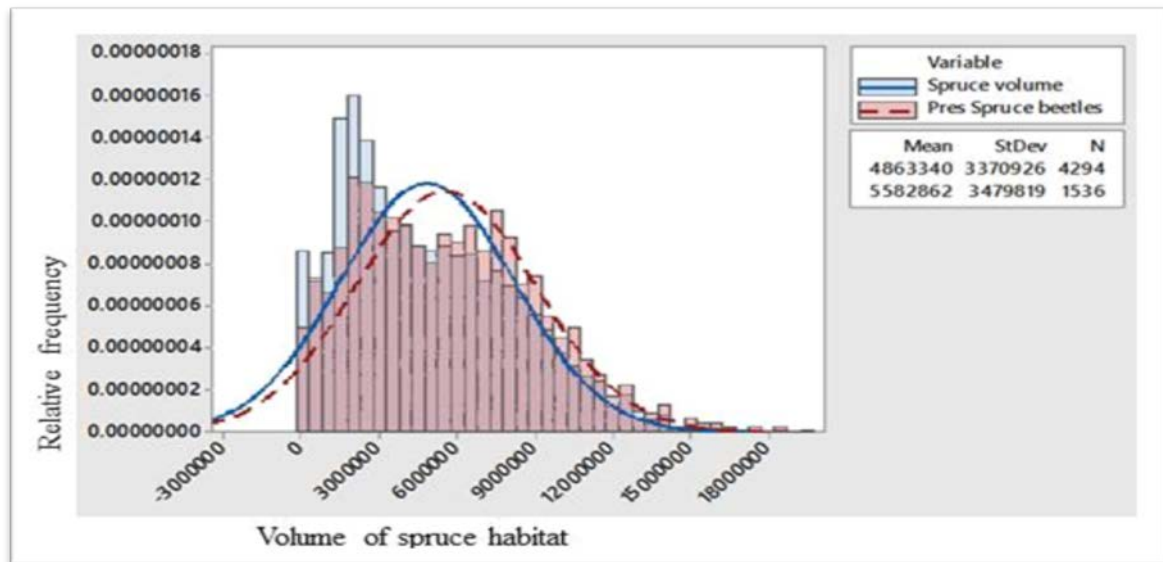 0.00000018
0.00000016
0.00000014
0.00000012
0.00000010
0.00000008
0.00000006
0.00000004
0.00000002
0.00000000
Relative frequency
-3000000 0 3000000 6000000 9000000 12000000 15000000 18000000
Volume of spruce habitat
Variable
Spruce volume
Pres Spruce beetles
Mean StDev N
4863340 3370926 4294
5582862 3479819 1536